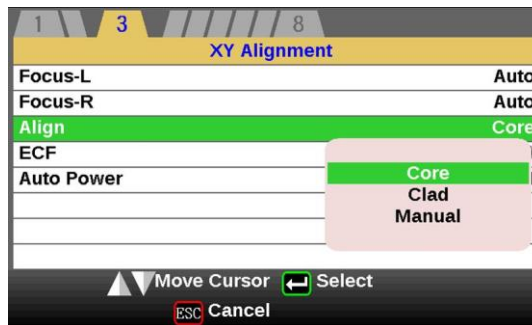 1 3 8
XY Alignment
Focus-L Auto
Focus-R Auto
Align Core
ECF
Auto Power
Core
Clad
Manual
Move Cursor Select
ESC Cancel